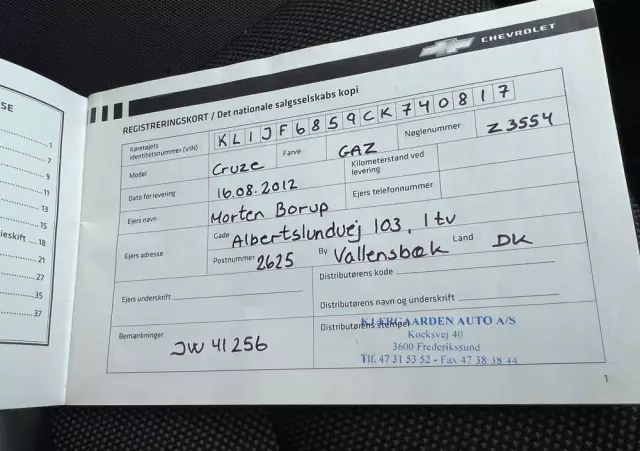 SE
1
7
9
11
13
15
eskift ... 18
21
27
35
37
CHEVROLET
REGISTRERINGSKORT / Det nationale salgsselskabs kopi
Køretøjets identitetsnummer (VIN) KL1JF6859CK740817
Model Cruze Farve GAZ Nøglenummer Z3554
Dato for levering 16.08.2012 Kilometerstand ved levering
Ejers navn Morten Borup Ejers telefonnummer
Ejers adresse Gade Albertslundvej 103, 1tv
Postnummer 2625 By Vallensbæk Land DK
Ejers underskrift
Distributørens kode
Distributørens navn og underskrift
Bemærkninger JW 41256
Distributørens stempel
KJÆRGAARDEN AUTO A/S
Kocksvej 40
3600 Frederikssund
Tlf. 47 31 53 52 - Fax 47 38 38 44
1